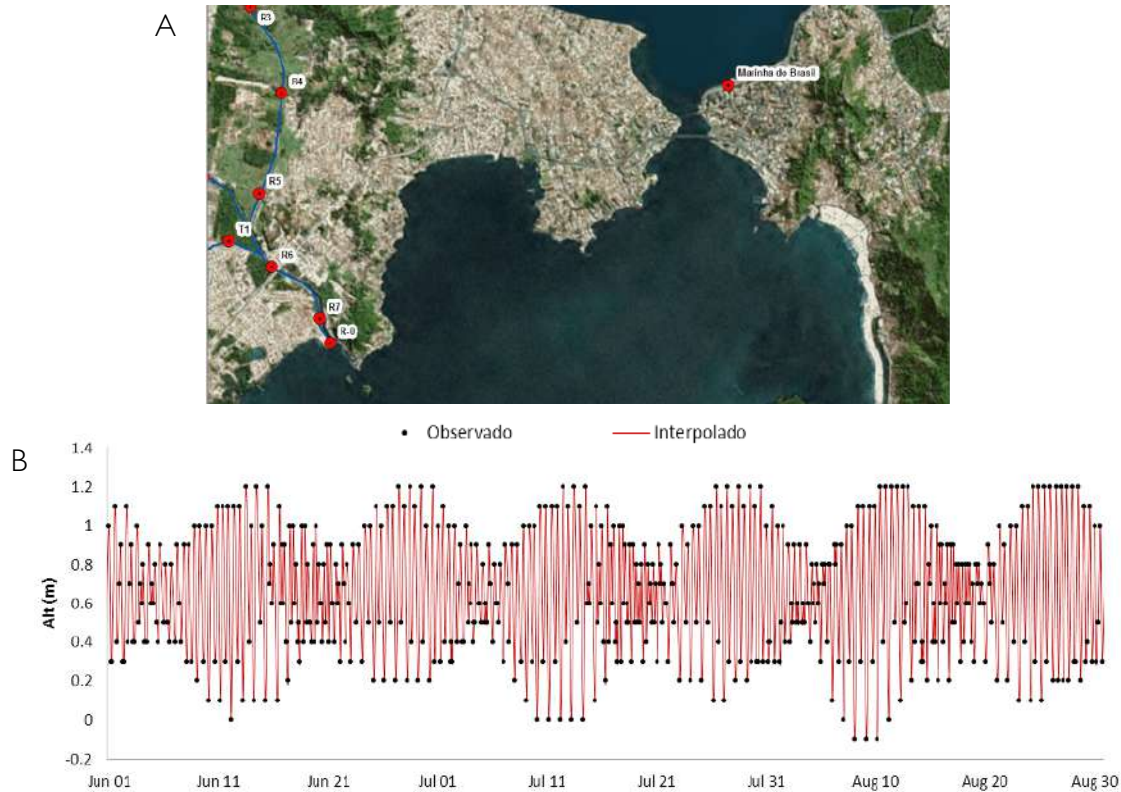 A
R3
R4
Marinha do Brasil
R5
T1
R6
R7
R-0
Observado
Interpolado
B
1.4
1.2
1
0.8
0.6
0.4
0.2
0
-0.2
Alt (m)
Jun 01
Jun 11
Jun 21
Jul 01
Jul 11
Jul 21
Jul 31
Aug 10
Aug 20
Aug 30